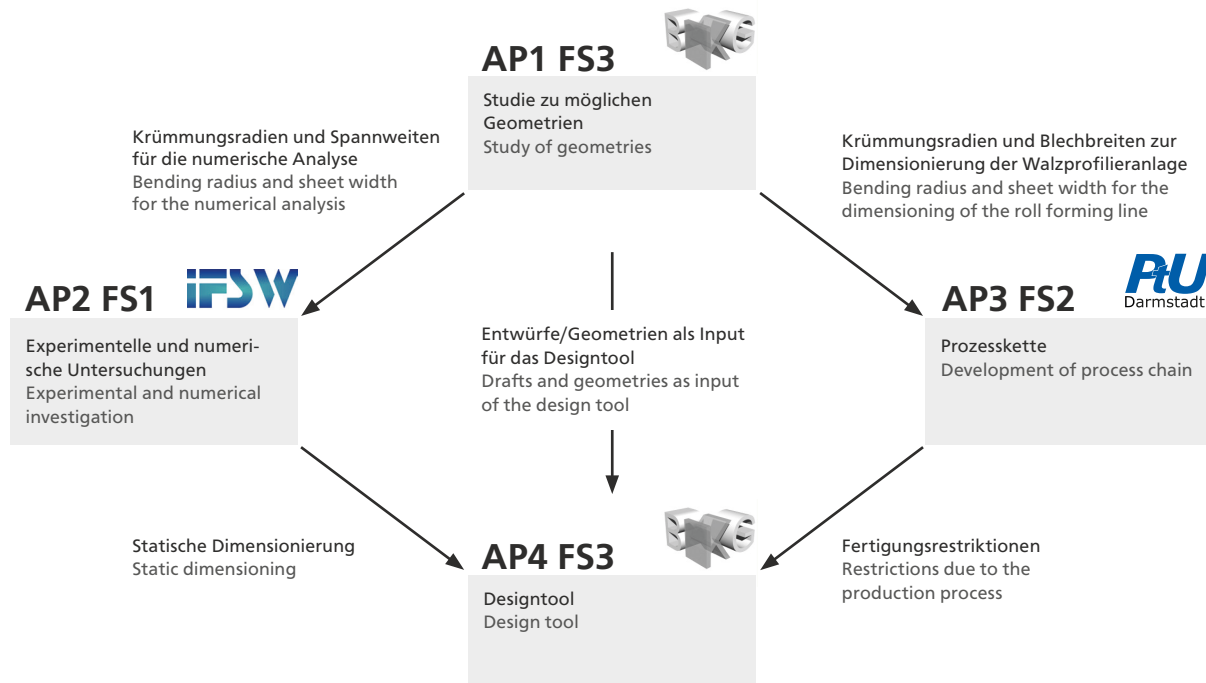 AP1 FS3
Studie zu möglichen
Geometrien
Study of geometries
Krümmungsradien und Spannweiten
für die numerische Analyse
Bending radius and sheet width
for the numerical analysis
Krümmungsradien und Blechbreiten zur
Dimensionierung der Walzprofilieranlage
Bending radius and sheet width for the
dimensioning of the roll forming line
AP2 FS1
iFSW
Experimentelle und numeri-
sche Untersuchungen
Experimental and numerical
investigation
Entwürfe/Geometrien als Input
für das Designtool
Drafts and geometries as input
of the design tool
AP3 FS2
PtU
Darmstadt
Prozesskette
Development of process chain
Statische Dimensionierung
Static dimensioning
AP4 FS3
Designtool
Design tool
Fertigungsrestriktionen
Restrictions due to the
production process